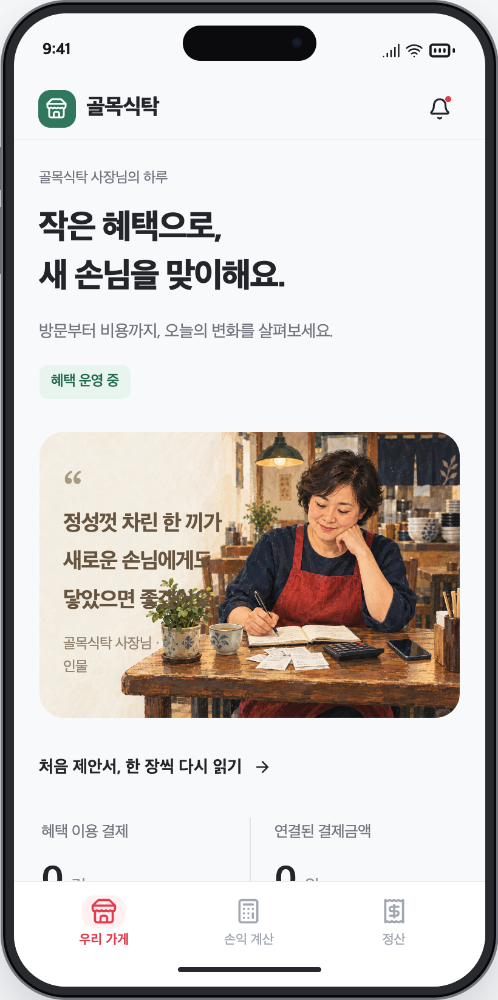 9:41
골목식탁
골목식탁 사장님의 하루
작은 혜택으로,
새 손님을 맞이해요.
방문부터 비용까지, 오늘의 변화를 살펴보세요.
혜택 운영 중
“
정성껏 차린 한 끼가
새로운 손님에게도
닿았으면 좋겠어요
골목식탁 사장님 ·
인물
처음 제안서, 한 장씩 다시 읽기 →
혜택 이용 결제
연결된 결제금액
0
0
우리 가게
손익 계산
정산